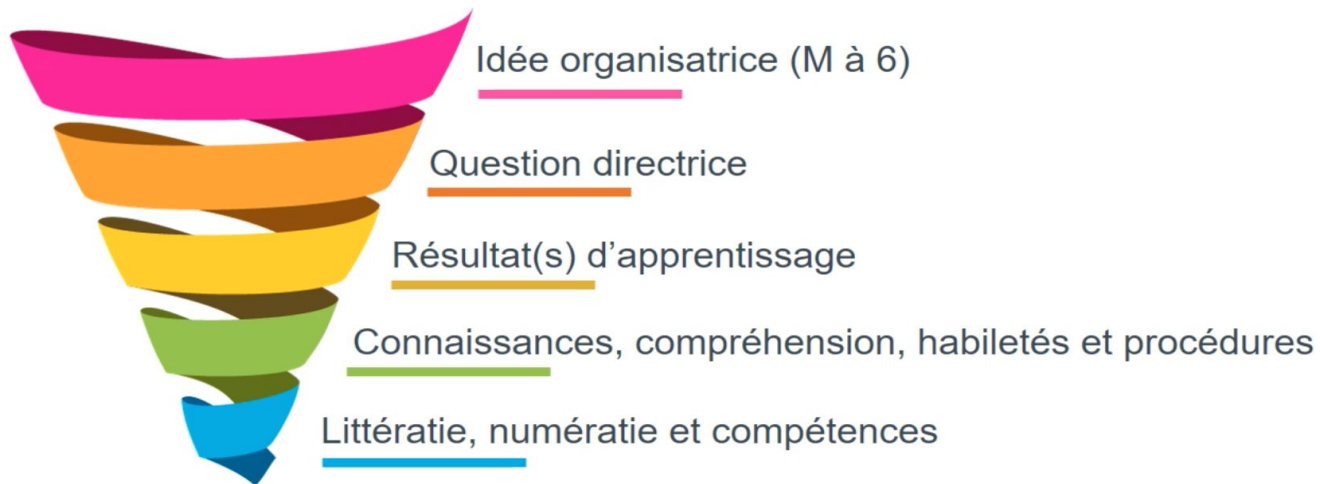 Idée organisatrice (M à 6)
Question directrice
Résultat(s) d’apprentissage
Connaissances, compréhension, habiletés et procédures
Littératie, numératie et compétences